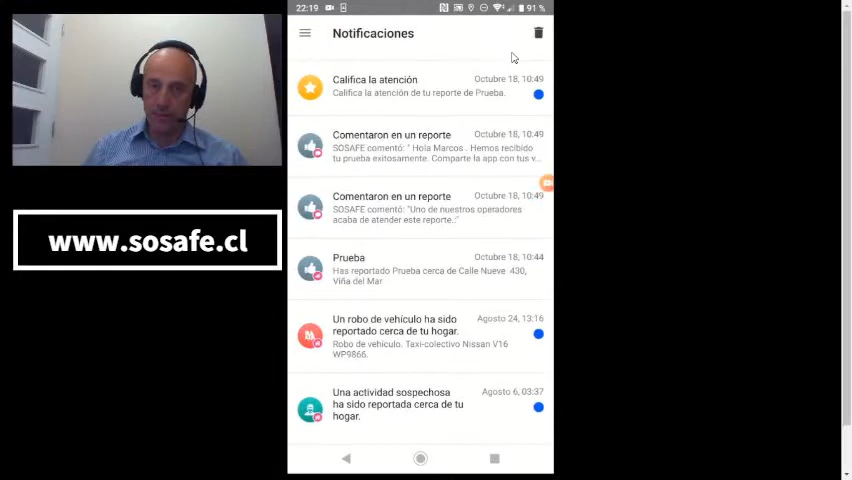 22:19
91 %
Notificaciones
Califica la atención
Octubre 18, 10:49
Califica la atención de tu reporte de Prueba.
Comentaron en un reporte
Octubre 18, 10:49
SOSAFE comentó: " Hola Marcos . Hemos recibido
tu prueba exitosamente. Comparte la app con tus v...
Comentaron en un reporte
Octubre 18, 10:49
SOSAFE comentó: "Uno de nuestros operadores
acaba de atender este reporte.:"
Prueba
Octubre 18, 10:44
Has reportado Prueba cerca de Calle Nueve  430,
Viña del Mar
Un robo de vehículo ha sido
reportado cerca de tu hogar.
Agosto 24, 13:16
Robo de vehículo. Taxi-colectivo Nissan V16
WP9866.
Una actividad sospechosa
ha sido reportada cerca de tu
hogar.
Agosto 6, 03:37
www.sosafe.cl